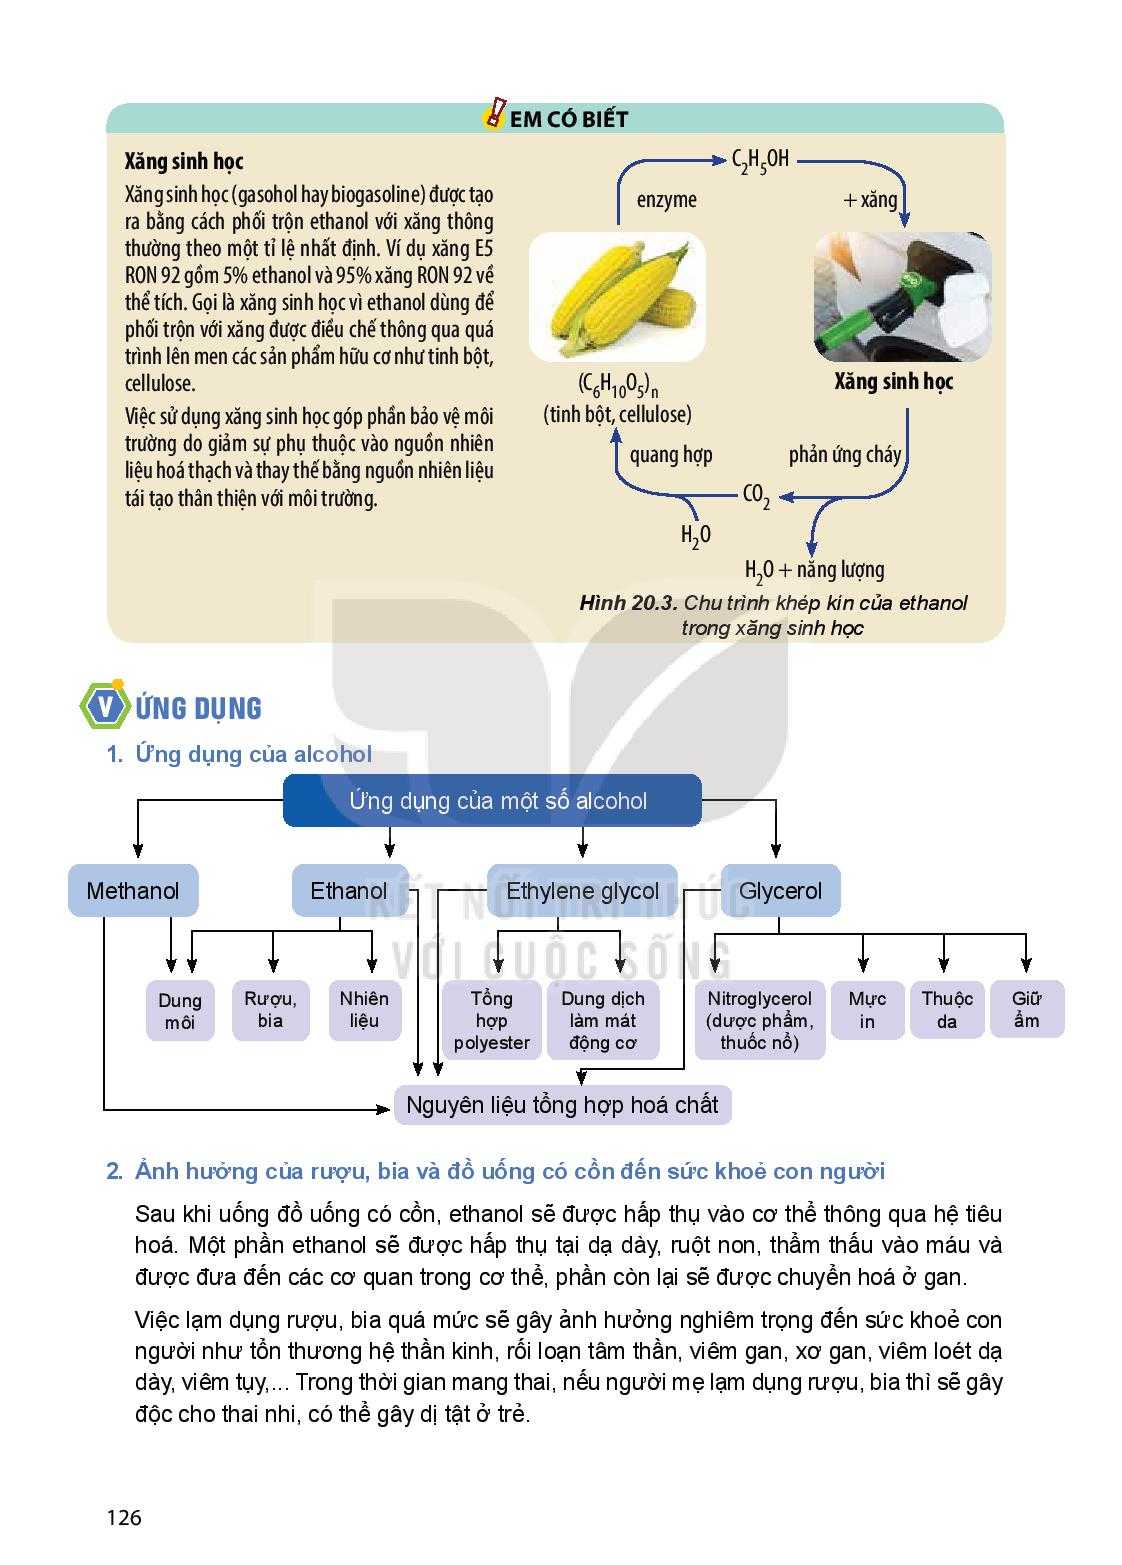 EM CÓ BIẾT
Xăng sinh học
Xăng sinh học (gasohol hay biogasoline) được tạo
ra bằng cách phối trộn ethanol với xăng thông
thường theo một tỉ lệ nhất định. Ví dụ xăng E5
RON 92 gồm 5% ethanol và 95% xăng RON 92 về
thể tích. Gọi là xăng sinh học vì ethanol dùng để
phối trộn với xăng được điều chế thông qua quá
trình lên men các sản phẩm hữu cơ như tinh bột,
cellulose.
Việc sử dụng xăng sinh học góp phần bảo vệ môi
trường do giảm sự phụ thuộc vào nguồn nhiên
liệu hoá thạch và thay thế bằng nguồn nhiên liệu
tái tạo thân thiện với môi trường.
C₂H₅OH
enzyme
+ xăng
(C₆H₁₀O₅)ₙ
(tinh bột, cellulose)
Xăng sinh học
quang hợp
phản ứng cháy
CO₂
H₂O
H₂O + năng lượng
Hình 20.3. Chu trình khép kín của ethanol
trong xăng sinh học
V ỨNG DỤNG
1. Ứng dụng của alcohol
Ứng dụng của một số alcohol
Methanol
Ethanol
Ethylene glycol
Glycerol
KẾT NỐI TRI THỨC
VỚI CUỘC SỐNG
Dung
môi
Rượu,
bia
Nhiên
liệu
Tổng
hợp
polyester
Dung dịch
làm mát
động cơ
Nitroglycerol
(dược phẩm,
thuốc nổ)
Mực
in
Thuộc
da
Giữ
ẩm
Nguyên liệu tổng hợp hoá chất
2. Ảnh hưởng của rượu, bia và đồ uống có cồn đến sức khoẻ con người
Sau khi uống đồ uống có cồn, ethanol sẽ được hấp thụ vào cơ thể thông qua hệ tiêu
hoá. Một phần ethanol sẽ được hấp thụ tại dạ dày, ruột non, thẩm thấu vào máu và
được đưa đến các cơ quan trong cơ thể, phần còn lại sẽ được chuyển hoá ở gan.
Việc lạm dụng rượu, bia quá mức sẽ gây ảnh hưởng nghiêm trọng đến sức khoẻ con
người như tổn thương hệ thần kinh, rối loạn tâm thần, viêm gan, xơ gan, viêm loét dạ
dày, viêm tụy,... Trong thời gian mang thai, nếu người mẹ lạm dụng rượu, bia thì sẽ gây
độc cho thai nhi, có thể gây dị tật ở trẻ.
126